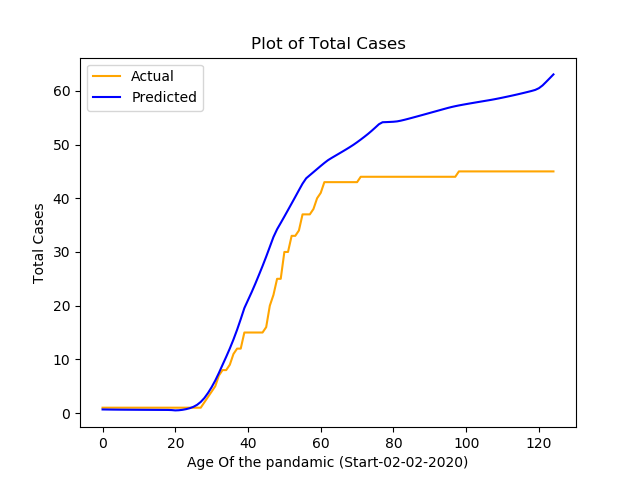 Plot of Total Cases
Actual
Predicted
60
50
40
30
20
10
0
Total Cases
0 20 40 60 80 100 120
Age Of the pandamic (Start-02-02-2020)